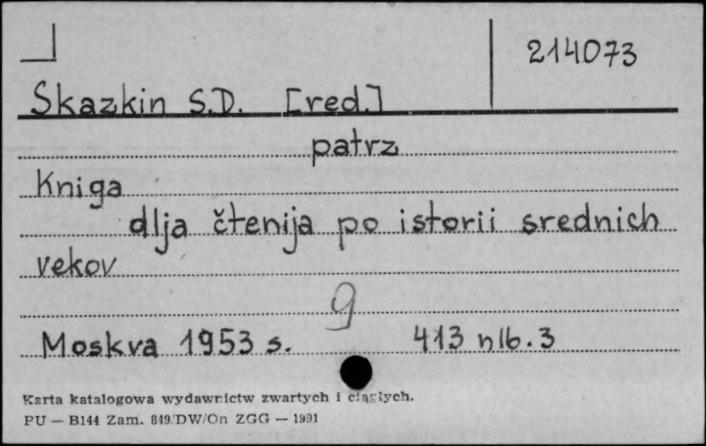 214073
Skazkin S.D. [red.]
patrz
Kniga
dlja čtenija po istorii srednich
vekov
9
Moskva 1953 s. 413 nlb. 3
Karta katalogowa wydawnictw zwartych i ciągłych.
PU — B144 Zam. 849/DW/On ZGG — 1991